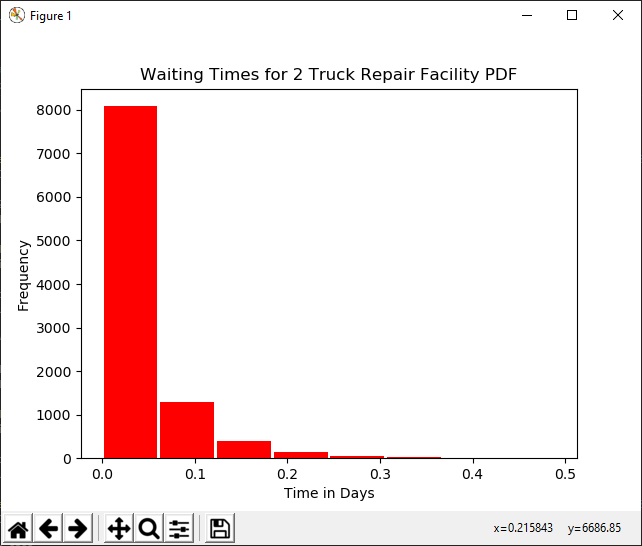 Figure 1
Waiting Times for 2 Truck Repair Facility PDF
8000
7000
6000
5000
4000
3000
2000
1000
0
Frequency
0.0 0.1 0.2 0.3 0.4 0.5
Time in Days
x=0.215843 y=6686.85